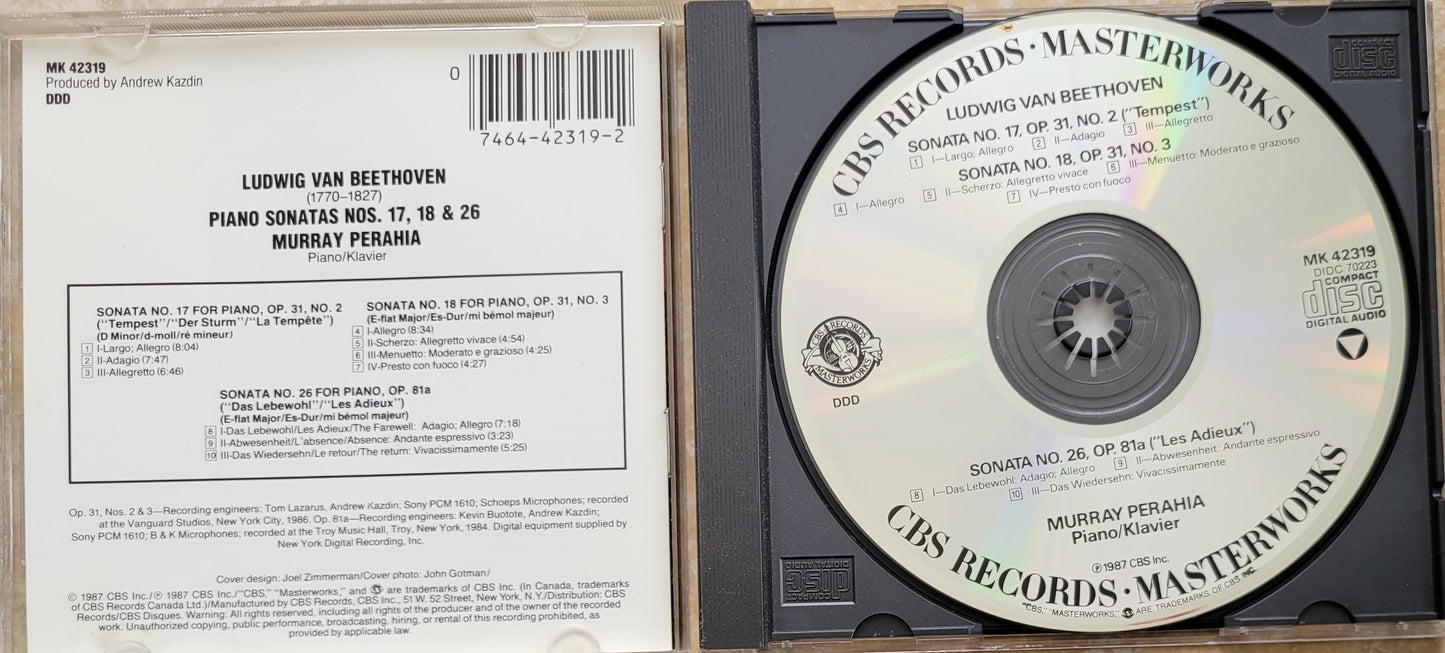 MK 42319
Produced by Andrew Kazdin
DDD
0
7464-42319-2
LUDWIG VAN BEETHOVEN
(1770–1827)
PIANO SONATAS NOS. 17, 18 & 26
MURRAY PERAHIA
Piano/Klavier
SONATA NO. 17 FOR PIANO, OP. 31, NO. 2
("Tempest"/"Der Sturm"/"La Tempête")
(D Minor/d-moll/ré mineur)
1 I-Largo; Allegro (8:04)
2 II-Adagio (7:47)
3 III-Allegretto (6:46)
SONATA NO. 18 FOR PIANO, OP. 31, NO. 3
(E-flat Major/Es-Dur/mi bémol majeur)
4 I-Allegro (8:34)
5 II-Scherzo: Allegretto vivace (4:54)
6 III-Menuetto: Moderato e grazioso (4:25)
7 IV-Presto con fuoco (4:27)
SONATA NO. 26 FOR PIANO, OP. 81a
("Das Lebewohl"/"Les Adieux")
(E-flat Major/Es-Dur/mi bémol majeur)
8 I-Das Lebewohl/Les Adieux/The Farewell: Adagio; Allegro (7:18)
9 II-Abwesenheit/L'absence/Absence: Andante espressivo (3:23)
10 III-Das Wiedersehn/Le retour/The return: Vivacissimamente (5:25)
Op. 31, Nos. 2 & 3—Recording engineers: Tom Lazarus, Andrew Kazdin; Sony PCM 1610; Schoeps Microphones; recorded
at the Vanguard Studios, New York City, 1986. Op. 81a—Recording engineers: Kevin Buotote, Andrew Kazdin;
Sony PCM 1610; B & K Microphones; recorded at the Troy Music Hall, Troy, New York, 1984. Digital equipment supplied by
New York Digital Recording, Inc.
Cover design: Joel Zimmerman/Cover photo: John Gotman/
© 1987 CBS Inc./℗ 1987 CBS Inc./"CBS," "Masterworks," and are trademarks of CBS Inc. (In Canada, trademarks
of CBS Records Canada Ltd.)/Manufactured by CBS Records, CBS Inc., 51 W. 52 Street, New York, N.Y./Distribution: CBS
Records/CBS Disques. Warning: All rights reserved, including all rights of the producer and of the owner of the recorded
work. Unauthorized copying, public performance, broadcasting, hiring, or rental of this recording prohibited, as
provided by applicable law.
CBS RECORDS · MASTERWORKS
LUDWIG VAN BEETHOVEN
SONATA NO. 17, OP. 31, NO. 2 ("Tempest")
1 I—Largo; Allegro 2 II—Adagio 3 III—Allegretto
SONATA NO. 18, OP. 31, NO. 3
4 I—Allegro 5 II—Scherzo: Allegretto vivace 6 III—Menuetto: Moderato e grazioso
7 IV—Presto con fuoco
MK 42319
DIDC 70223
COMPACT
disc
DIGITAL AUDIO
CBS RECORDS
MASTERWORKS
DDD
SONATA NO. 26, OP. 81a ("Les Adieux")
8 I—Das Lebewohl: Adagio; Allegro 9 II—Abwesenheit: Andante espressivo
10 III—Das Wiedersehn: Vivacissimamente
MURRAY PERAHIA
Piano/Klavier
℗ 1987 CBS Inc.
CBS RECORDS · MASTERWORKS
"CBS," "MASTERWORKS," ARE TRADEMARKS OF CBS INC.
COMPACT
disc
DIGITAL AUDIO
COMPACT
disc
DIGITAL AUDIO